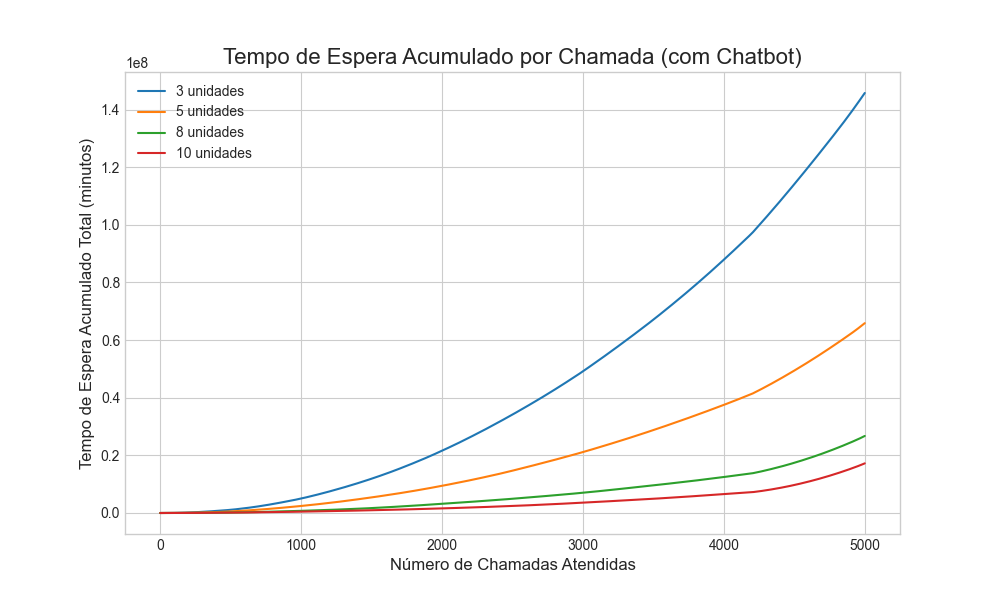 Tempo de Espera Acumulado por Chamada (com Chatbot)
1e8
3 unidades
5 unidades
8 unidades
10 unidades
Tempo de Espera Acumulado Total (minutos)
1.4
1.2
1.0
0.8
0.6
0.4
0.2
0.0
0 1000 2000 3000 4000 5000
Número de Chamadas Atendidas